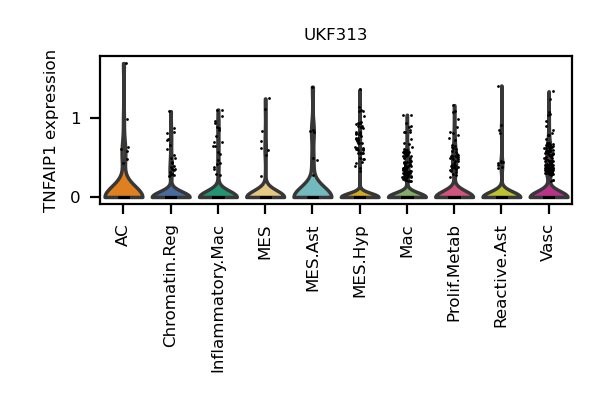 UKF313
TNFAIP1 expression
1
0
AC
Chromatin.Reg
Inflammatory.Mac
MES
MES.Ast
MES.Hyp
Mac
Prolif.Metab
Reactive.Ast
Vasc